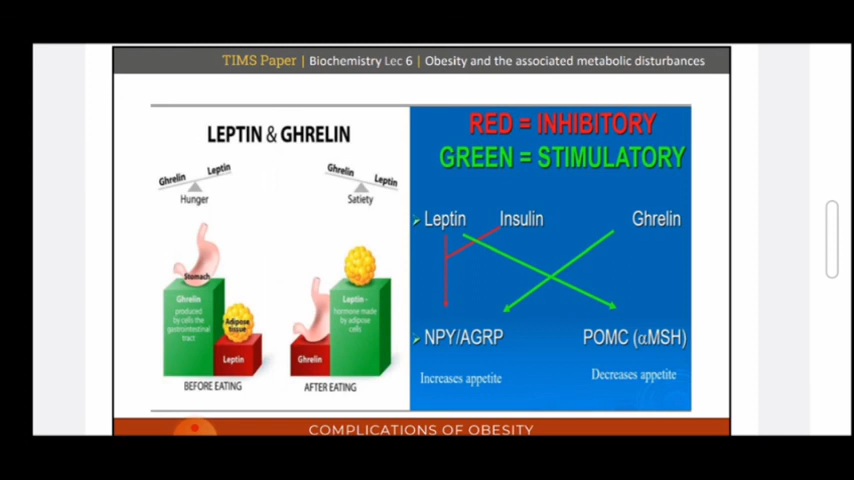 TIMS Paper | Biochemistry Lec 6 | Obesity and the associated metabolic disturbances
LEPTIN & GHRELIN
Ghrelin Leptin
Hunger
Ghrelin Leptin
Satiety
Stomach
Ghrelin
produced
by cells the
gastrointestinal
tract
Adipose
tissue
Leptin
BEFORE EATING
Leptin -
hormone made
by adipose
cells
Ghrelin
AFTER EATING
RED = INHIBITORY
GREEN = STIMULATORY
Leptin Insulin Ghrelin
NPY/AGRP POMC (αMSH)
Increases appetite Decreases appetite
COMPLICATIONS OF OBESITY